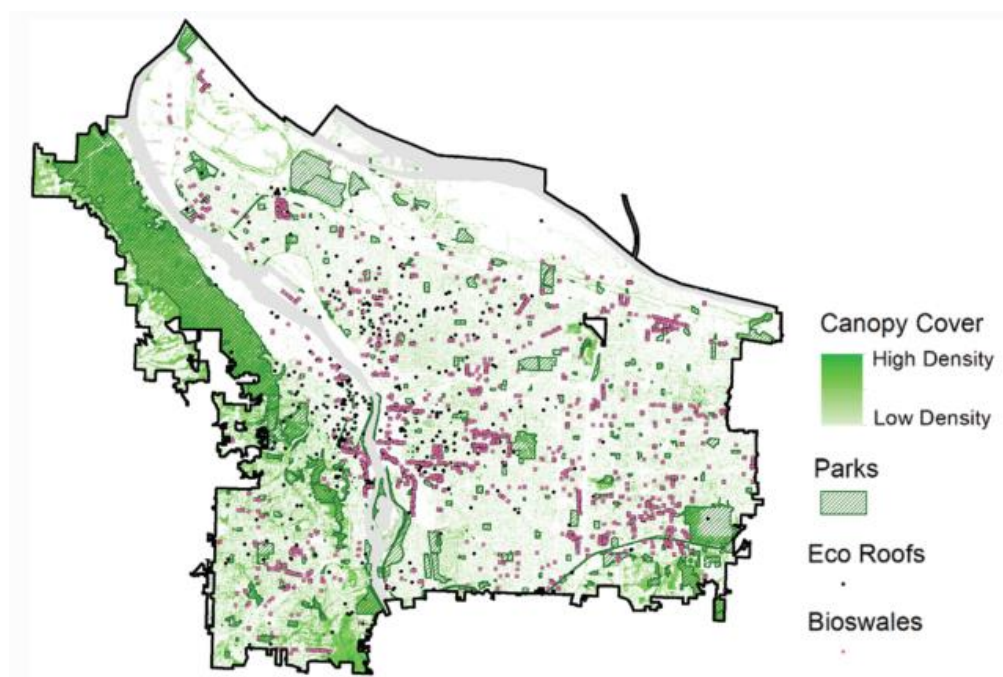 Canopy Cover
High Density
Low Density
Parks
Eco Roofs
Bioswales